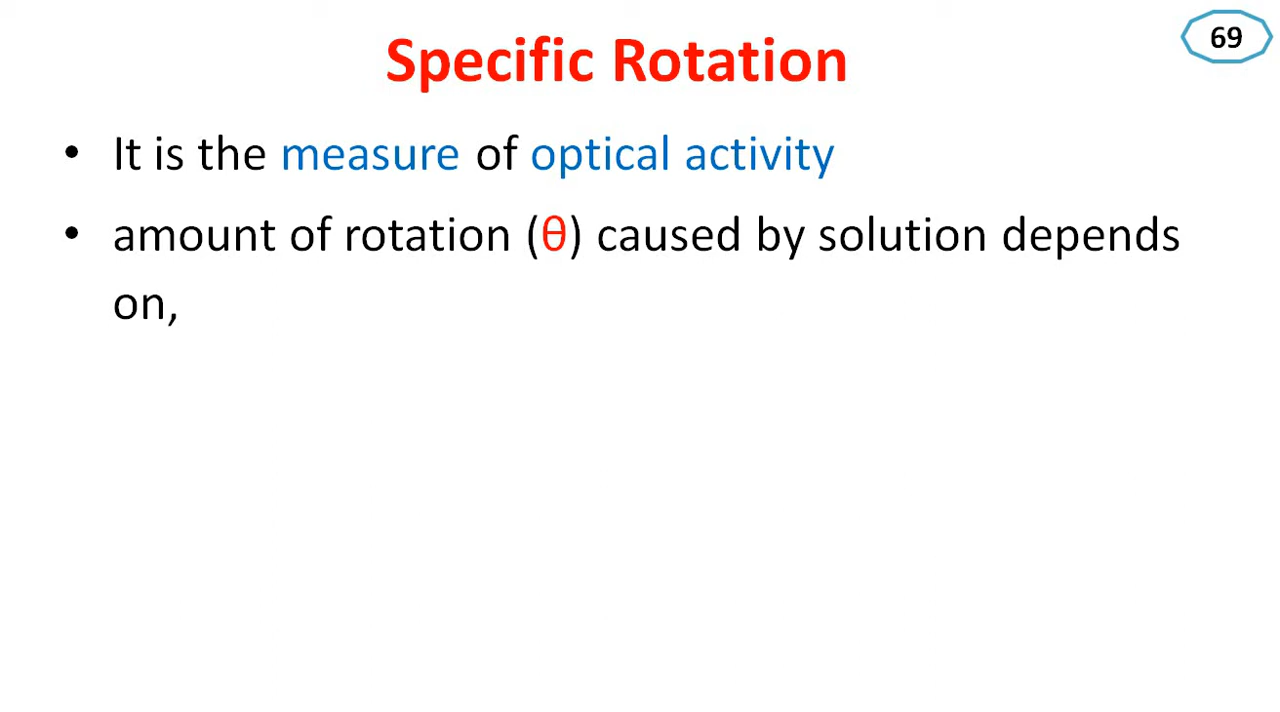 69
Specific Rotation
• It is the measure of optical activity
• amount of rotation (θ) caused by solution depends
on,